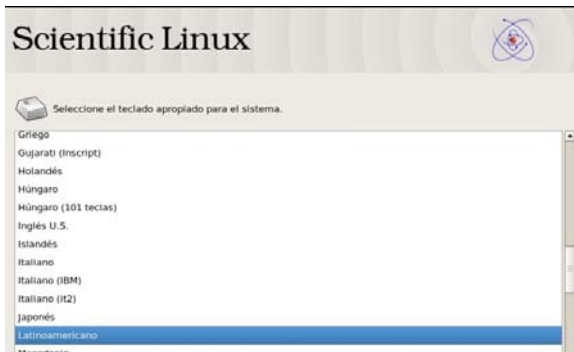 Scientific Linux
Seleccione el teclado apropiado para el sistema.
Griego
Gujarati (Inscript)
Holandés
Húngaro
Húngaro (101 teclas)
Inglés U.S.
Islandés
Italiano
Italiano (IBM)
Italiano (it2)
Japonés
Latinoamericano